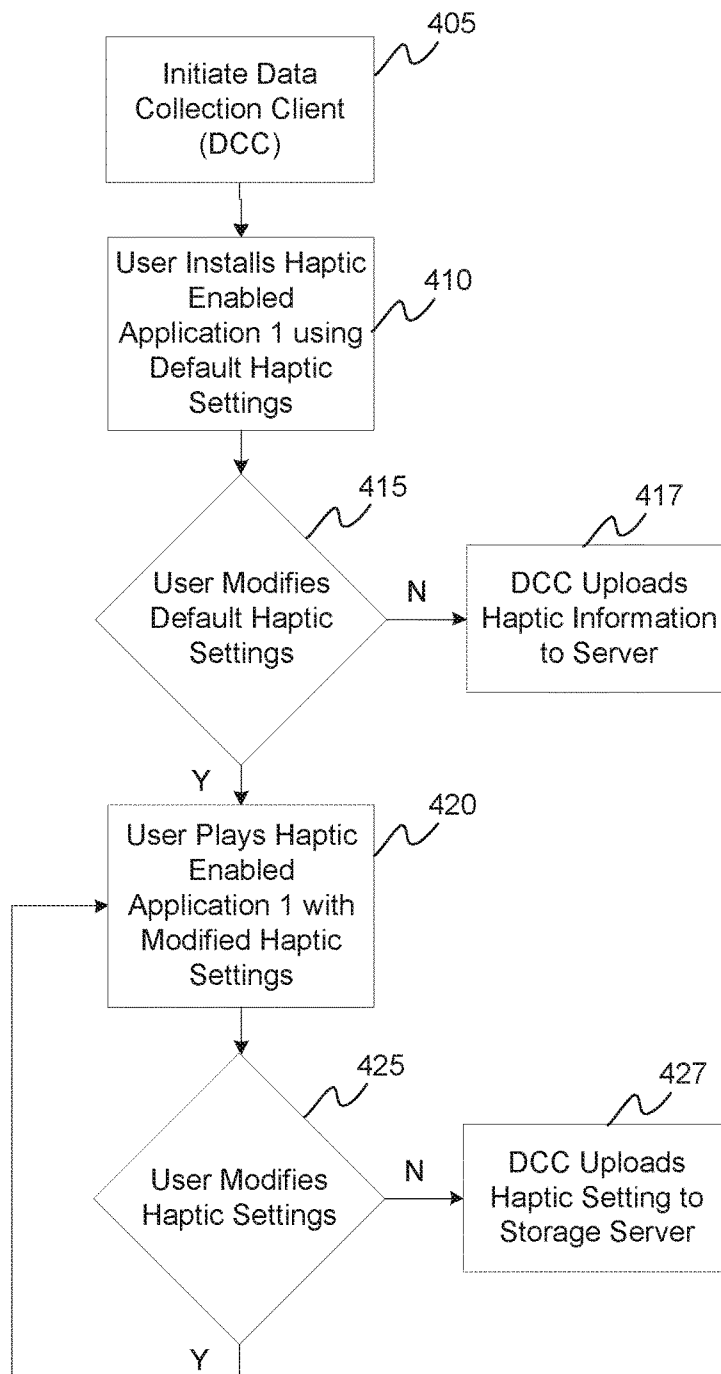 405
Initiate Data
Collection Client
(DCC)
User Installs Haptic
Enabled
Application 1 using
Default Haptic
Settings
410
415
User Modifies
Default Haptic
Settings
N
417
DCC Uploads
Haptic Information
to Server
Y
420
User Plays Haptic
Enabled
Application 1 with
Modified Haptic
Settings
425
User Modifies
Haptic Settings
N
427
DCC Uploads
Haptic Setting to
Storage Server
Y